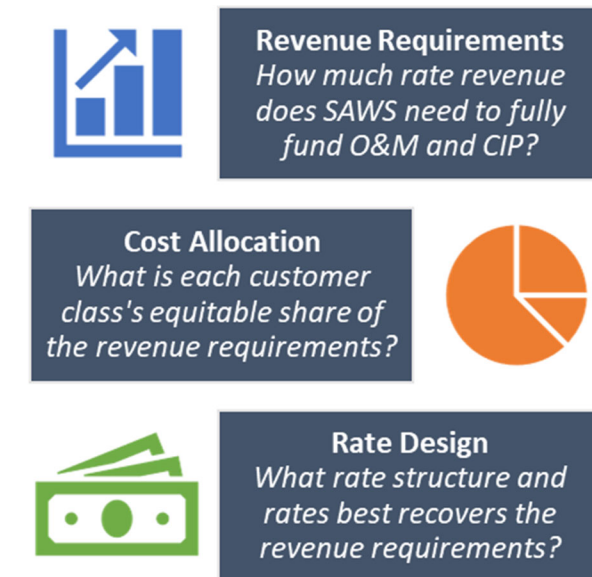 Revenue Requirements
How much rate revenue
does SAWS need to fully
fund O&M and CIP?
Cost Allocation
What is each customer
class's equitable share of
the revenue requirements?
Rate Design
What rate structure and
rates best recovers the
revenue requirements?